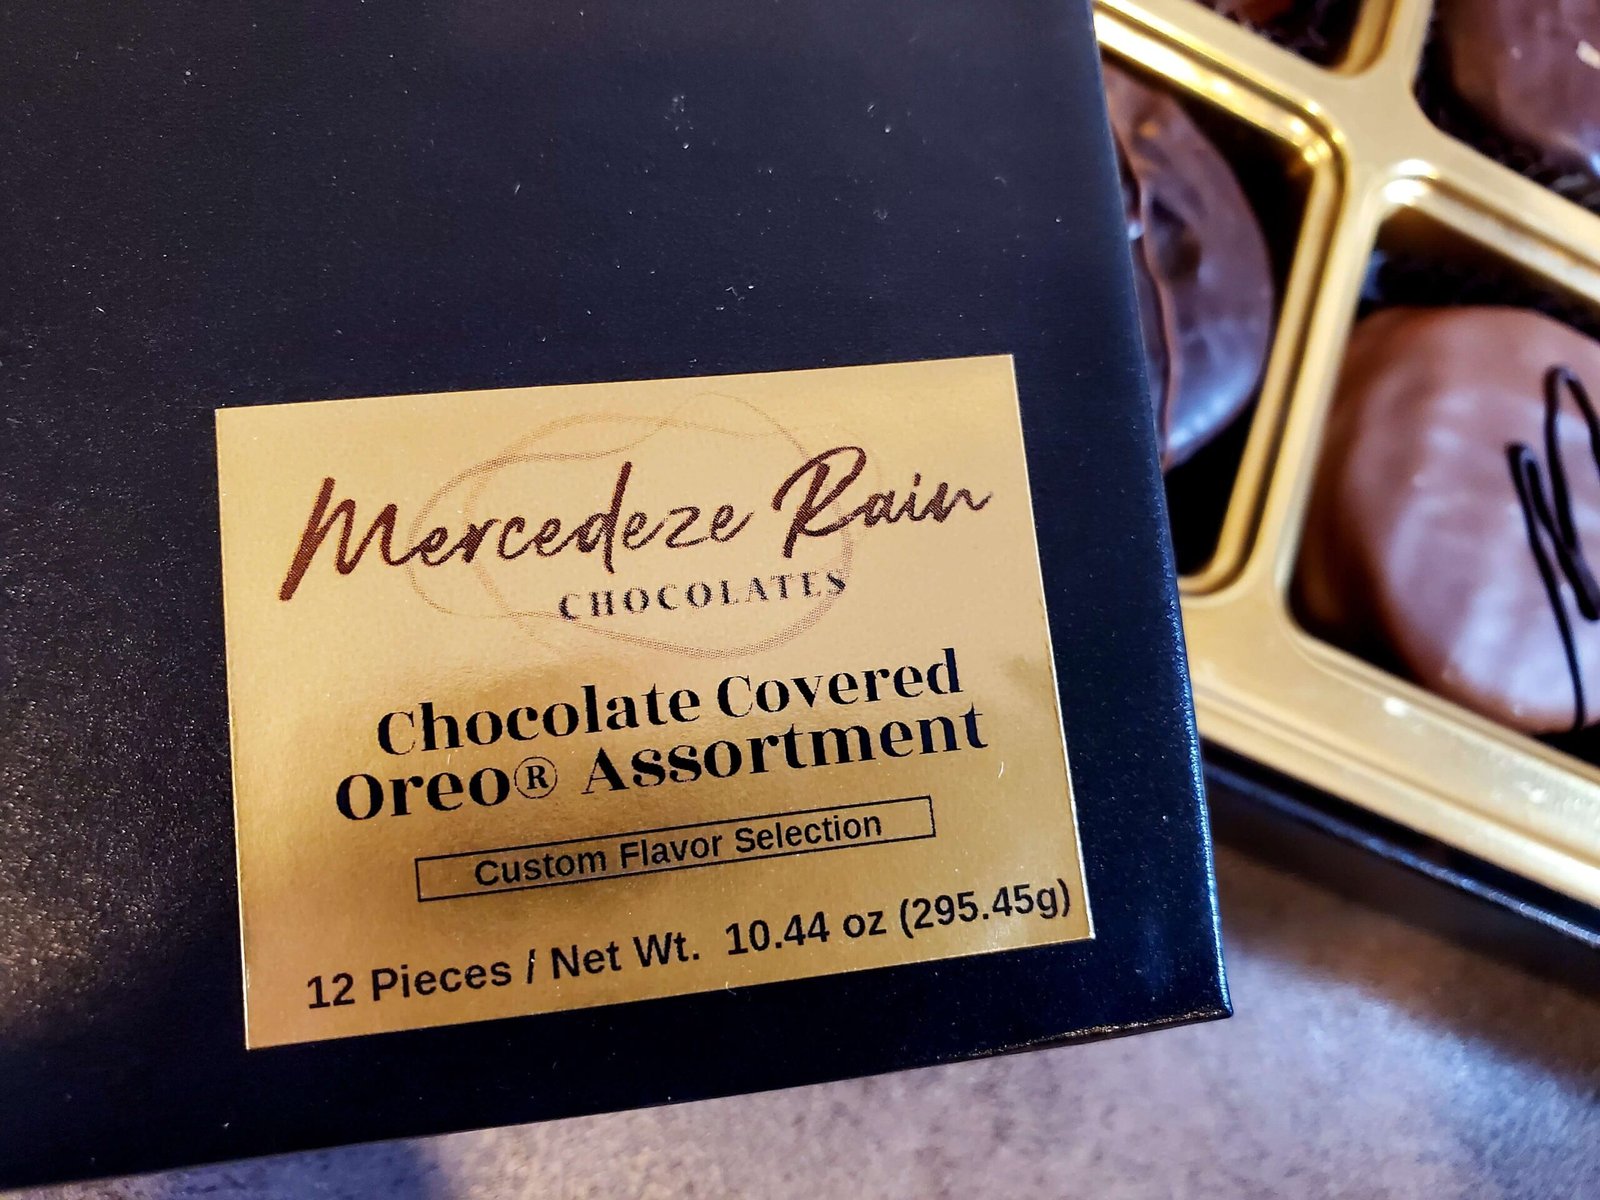 Mercedeze Rain
CHOCOLATES
Chocolate Covered
Oreo® Assortment
Custom Flavor Selection
12 Pieces / Net Wt. 10.44 oz (295.45g)